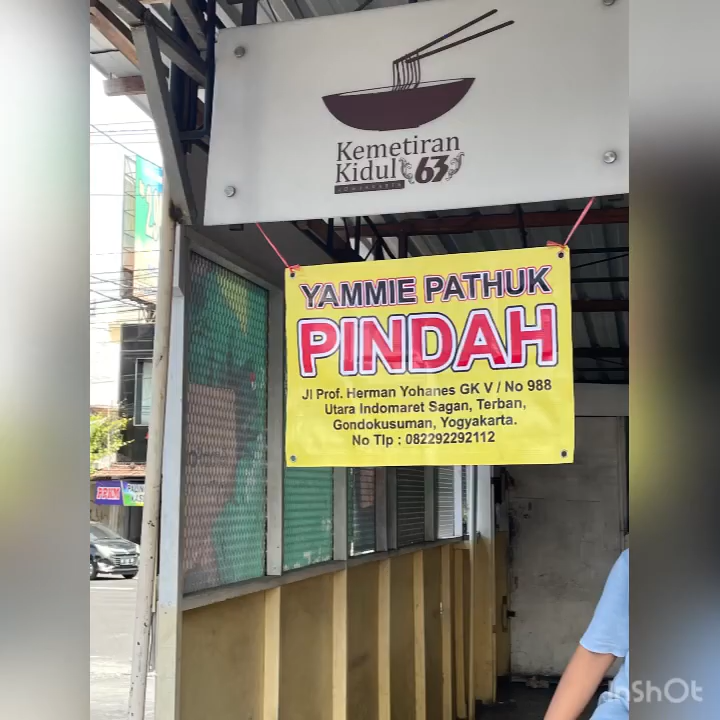 Kemetiran
Kidul 63
YAMMIE PATHUK
PINDAH
Jl Prof. Herman Yohanes GK V / No 988
Utara Indomaret Sagan, Terban,
Gondokusuman, Yogyakarta.
No Tlp : 082292292112
InShOt